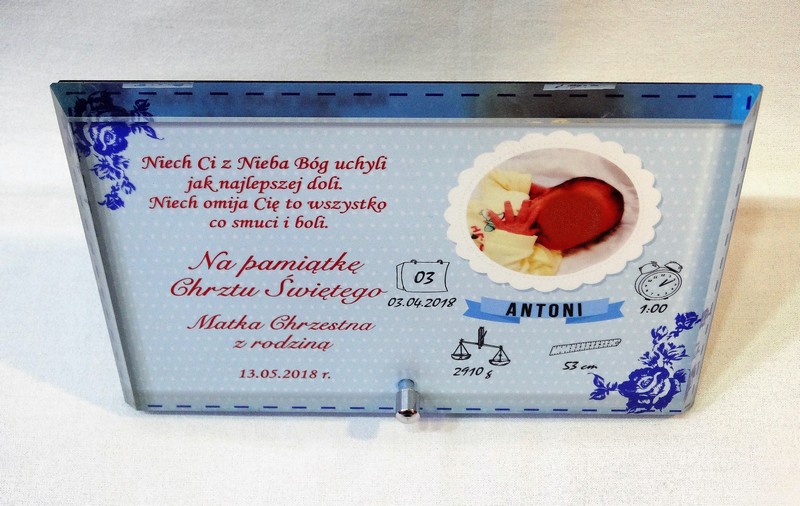 Niech Ci z Nieba Bóg uchyli
jak najlepszej doli.
Niech omija Cię to wszystko
co smuci i boli.
Na pamiątkę
Chrztu Świętego
Matka Chrzestna
z rodziną
13.05.2018 r.
03
03.04.2018
ANTONI
1:00
2910 g
53 cm